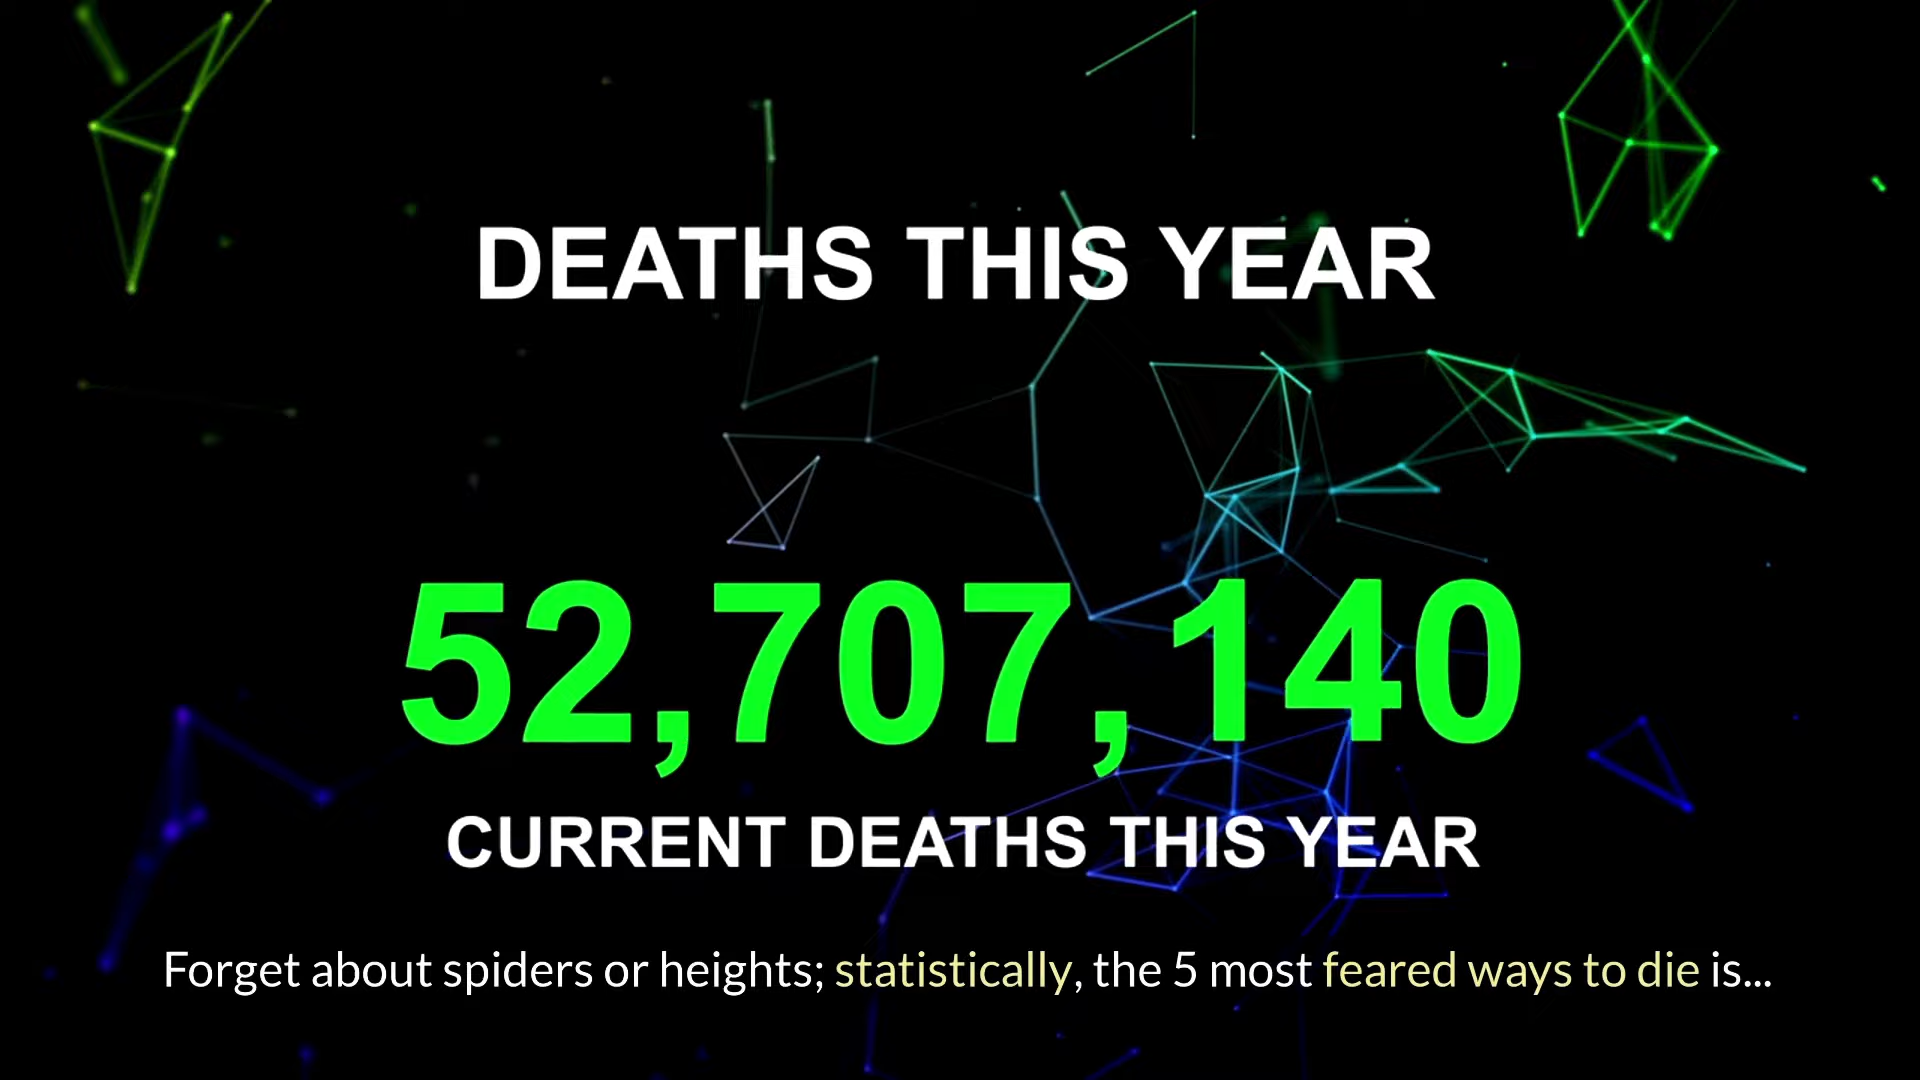 DEATHS THIS YEAR
52,707,140
CURRENT DEATHS THIS YEAR
Forget about spiders or heights; statistically, the 5 most feared ways to die is...